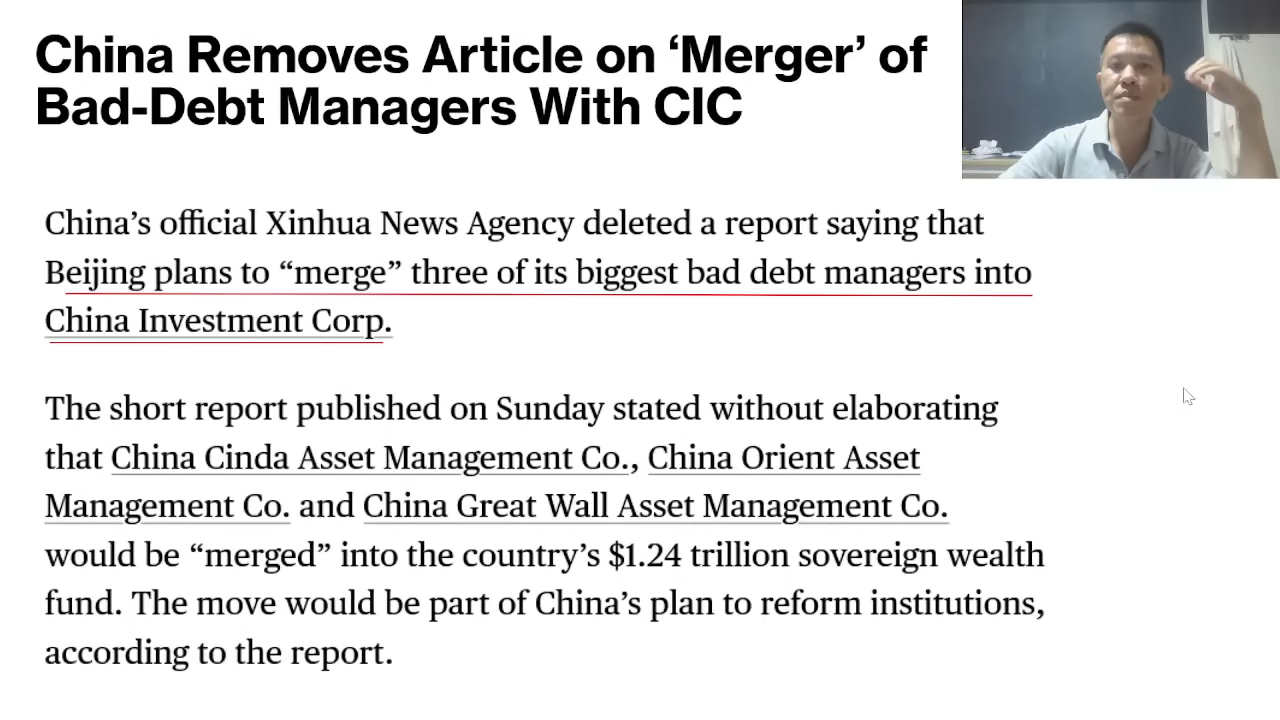 China Removes Article on ‘Merger’ of
Bad-Debt Managers With CIC
China’s official Xinhua News Agency deleted a report saying that
Beijing plans to “merge” three of its biggest bad debt managers into
China Investment Corp.
The short report published on Sunday stated without elaborating
that China Cinda Asset Management Co., China Orient Asset
Management Co. and China Great Wall Asset Management Co.
would be “merged” into the country’s $1.24 trillion sovereign wealth
fund. The move would be part of China’s plan to reform institutions,
according to the report.